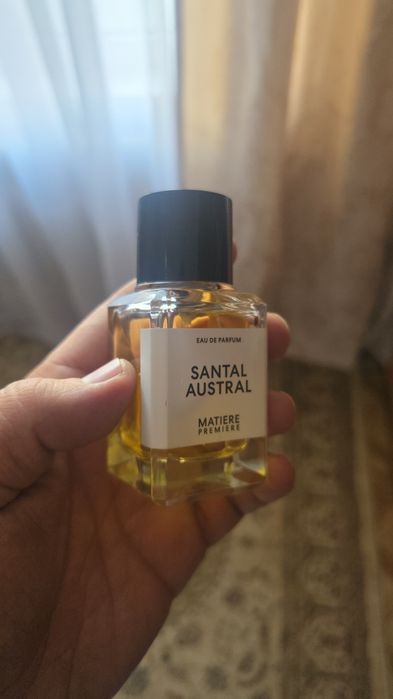 EAU DE PARFUM
SANTAL
AUSTRAL
MATIERE
PREMIERE